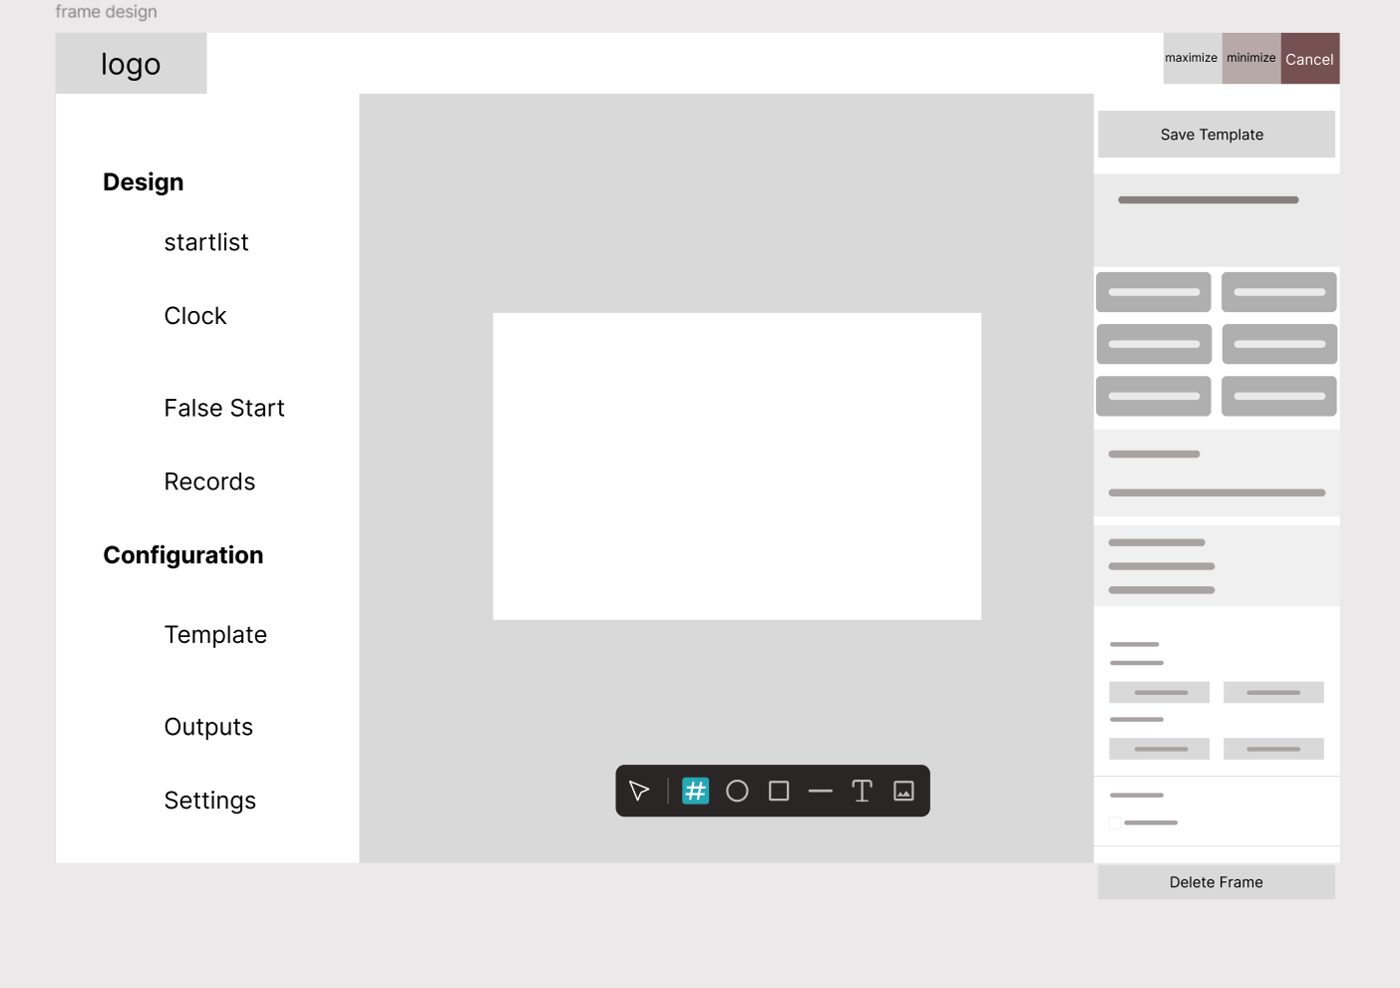 frame design
logo
maximize
minimize
Cancel
Save Template
Design
startlist
Clock
False Start
Records
Configuration
Template
Outputs
Settings
Delete Frame